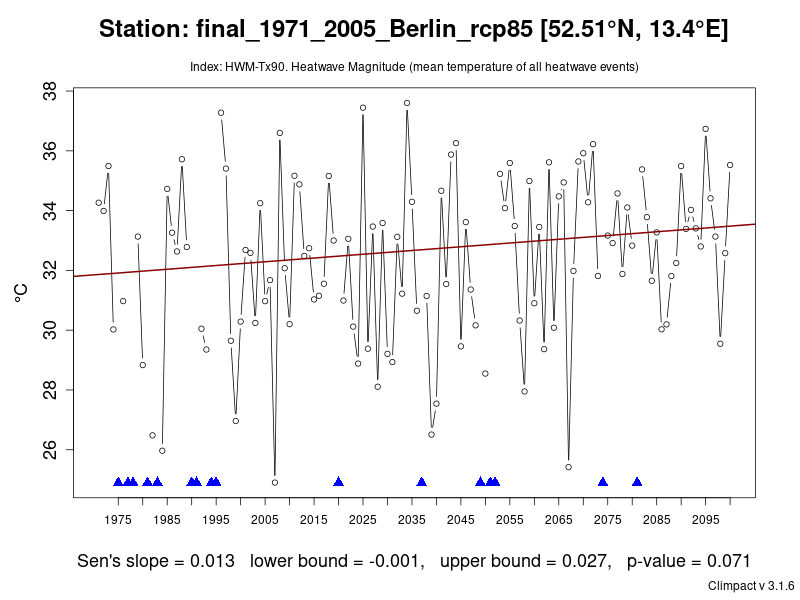 Station: final_1971_2005_Berlin_rcp85 [52.51°N, 13.4°E]
Index: HWM-Tx90. Heatwave Magnitude (mean temperature of all heatwave events)
38
36
34
32
30
28
26
°C
1975 1985 1995 2005 2015 2025 2035 2045 2055 2065 2075 2085 2095
Sen's slope = 0.013 lower bound = -0.001, upper bound = 0.027, p-value = 0.071
Climpact v 3.1.6